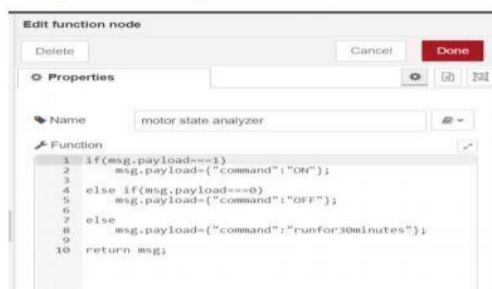 Edit function node
Delete Cancel Done
Properties
Name motor state analyzer
Function
1 if(msg.payload===1)
2 msg.payload={"command":"ON"};
3
4 else if(msg.payload===0)
5 msg.payload={"command":"OFF"};
6
7 else
8 msg.payload={"command":"runfor30minutes"};
9
10 return msg;